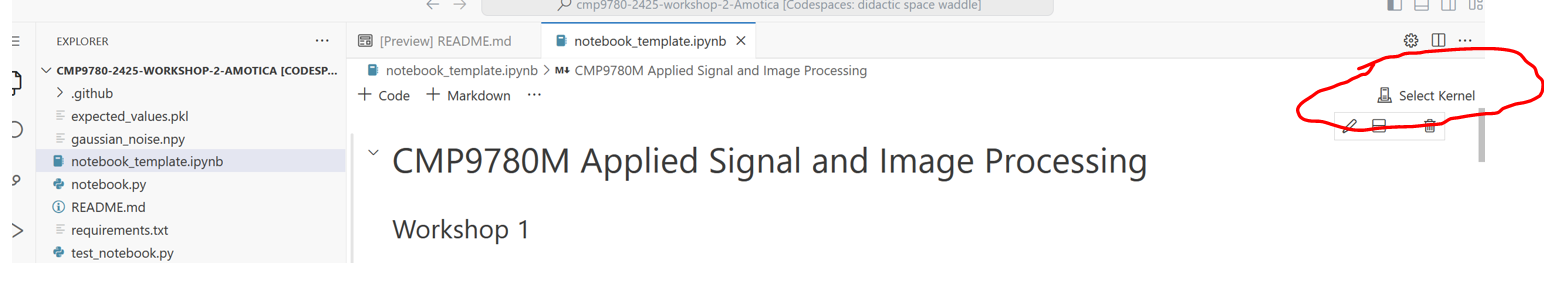 cmp9780-2425-workshop-2-Amotica [Codespaces: didactic space waddle]
EXPLORER
[Preview] README.md
notebook_template.ipynb
CMP9780-2425-WORKSHOP-2-AMOTICA [CODESP...
notebook_template.ipynb > M↓ CMP9780M Applied Signal and Image Processing
.github
+ Code + Markdown ...
Select Kernel
expected_values.pkl
gaussian_noise.npy
notebook_template.ipynb
notebook.py
README.md
requirements.txt
test_notebook.py
CMP9780M Applied Signal and Image Processing
Workshop 1